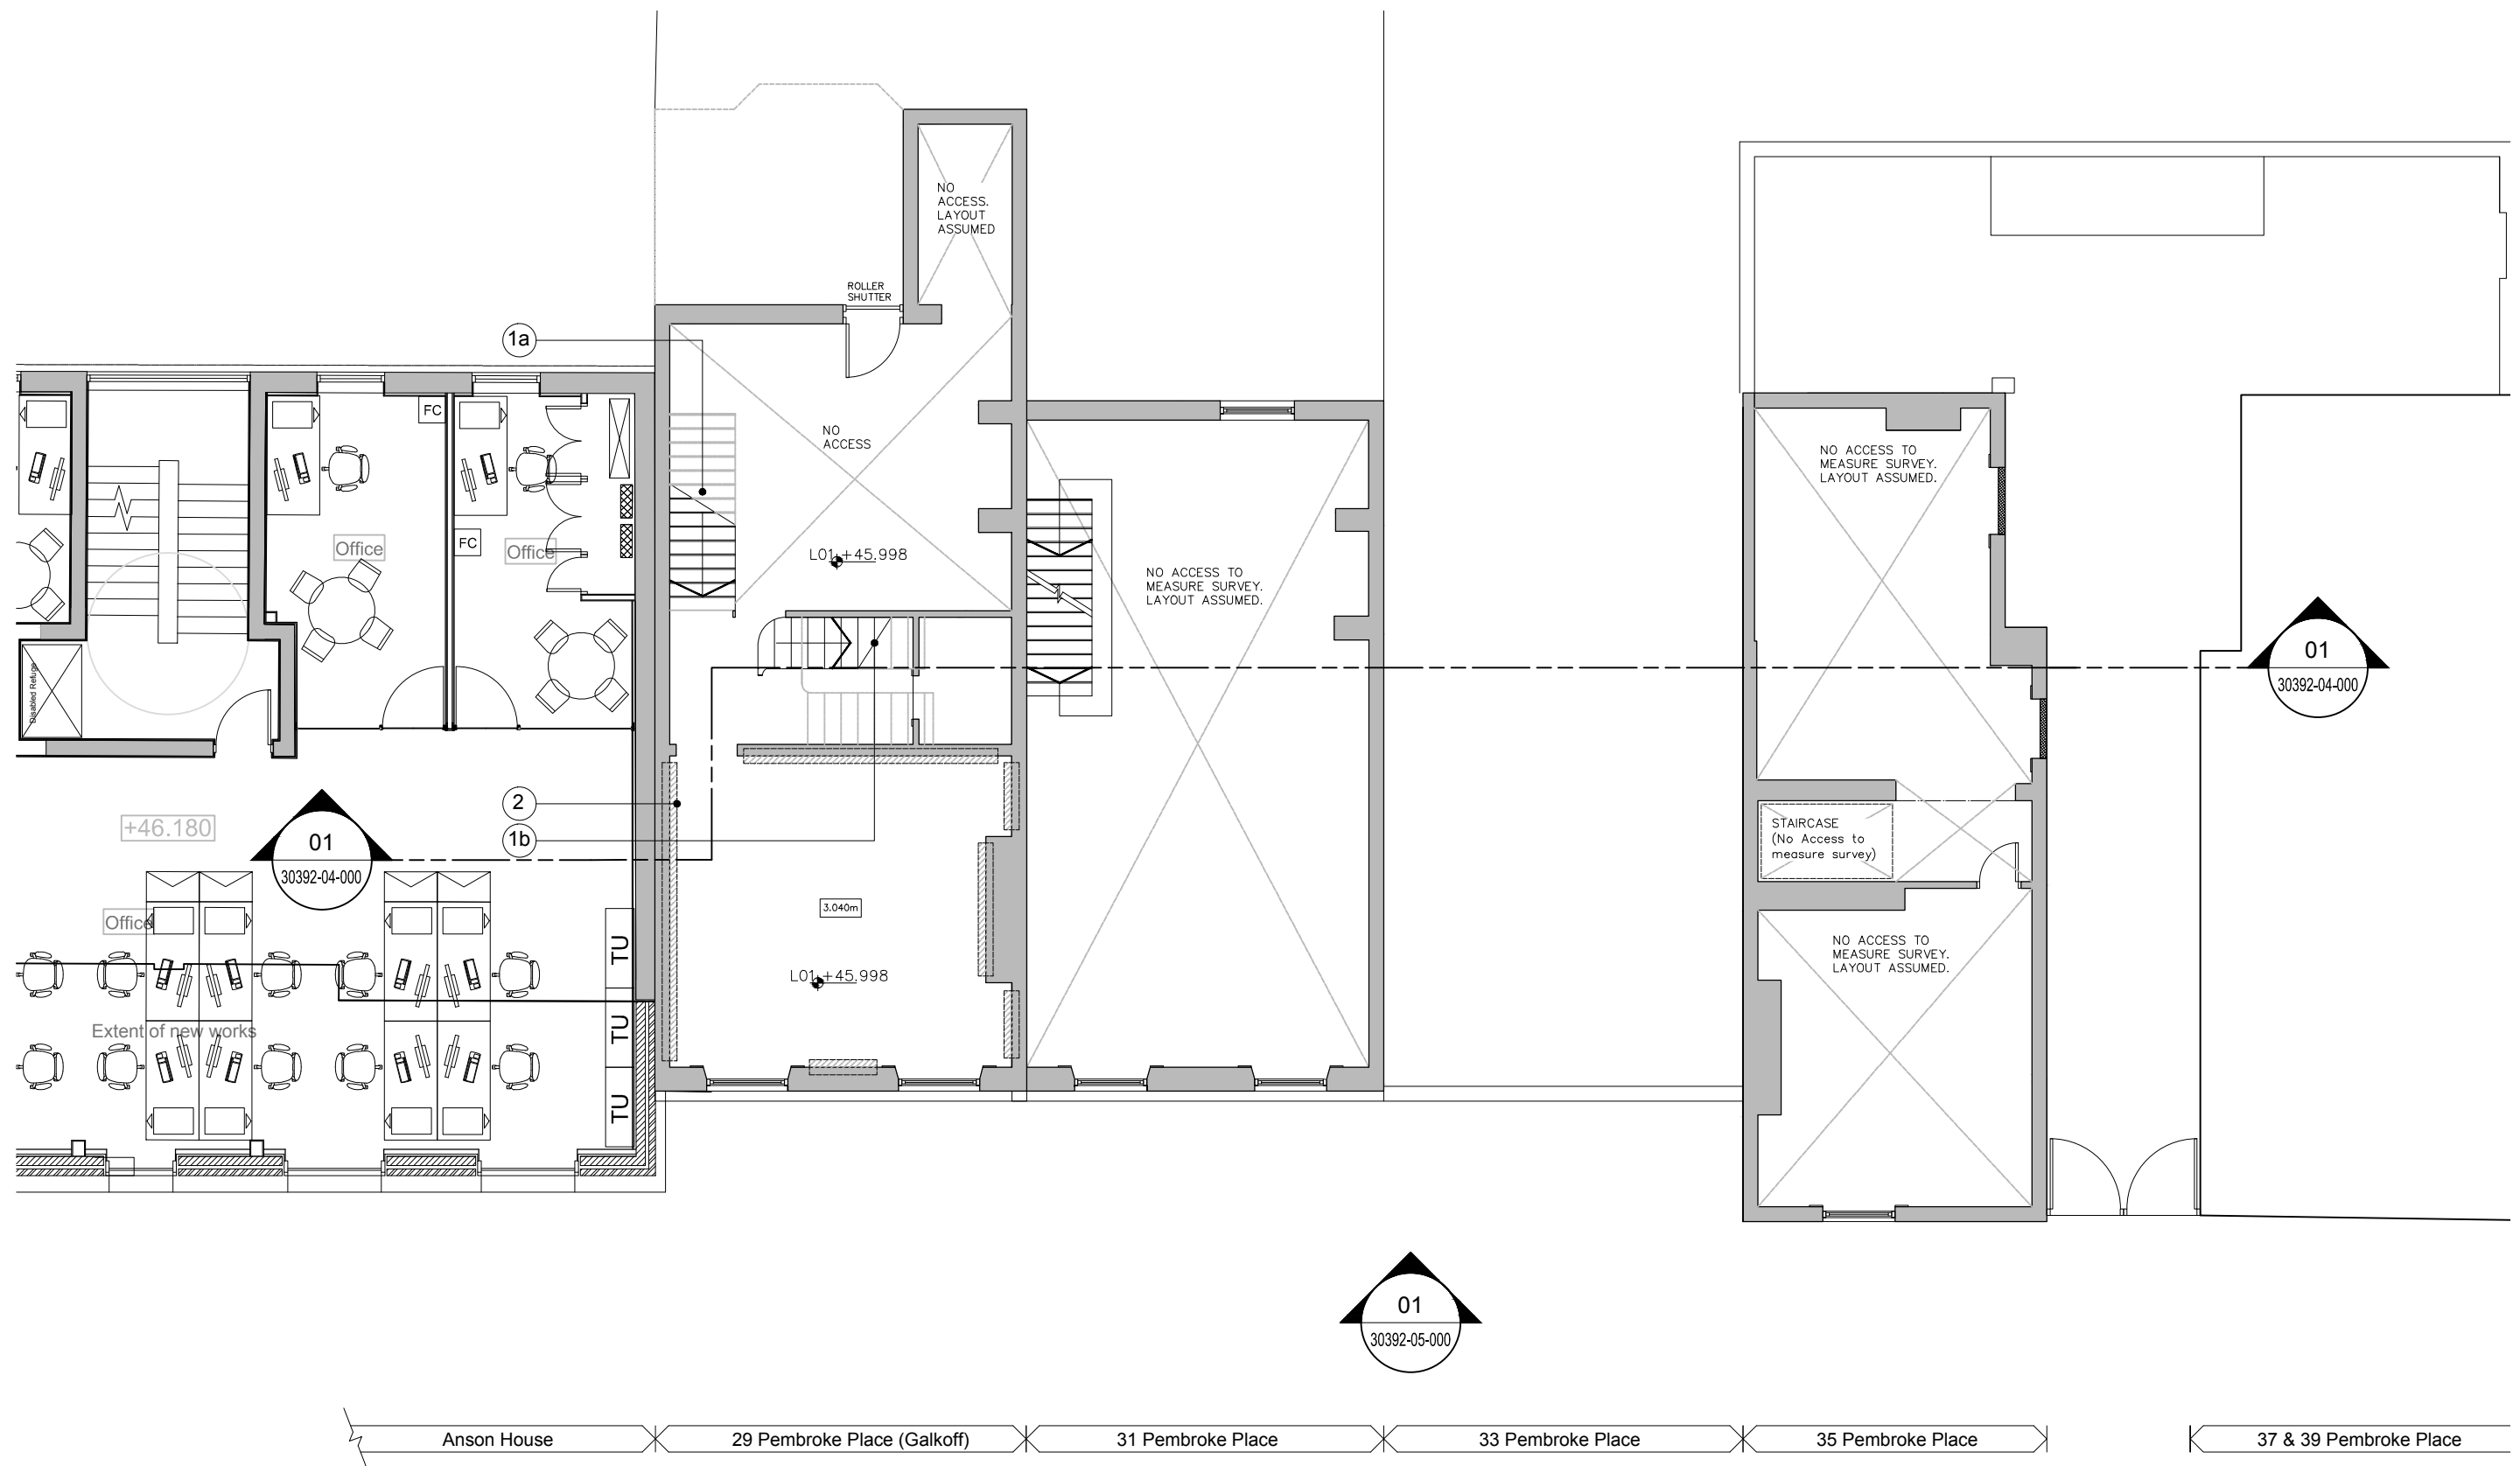 NO
ACCESS.
LAYOUT
ASSUMED
ROLLER
SHUTTER
1a
FC
NO
ACCESS
NO ACCESS TO
MEASURE SURVEY.
LAYOUT ASSUMED.
FC
Office
Office
L01 +45.998
NO ACCESS TO
MEASURE SURVEY.
LAYOUT ASSUMED.
01
30392-04-000
Disabled Refuge
2
1b
+46.180
01
30392-04-000
STAIRCASE
(No Access to
measure survey)
3.040m
Office
TU
L01 +45.998
NO ACCESS TO
MEASURE SURVEY.
LAYOUT ASSUMED.
Extent of new works
TU
TU
01
30392-05-000
Anson House
29 Pembroke Place (Galkoff)
31 Pembroke Place
33 Pembroke Place
35 Pembroke Place
37 & 39 Pembroke Place